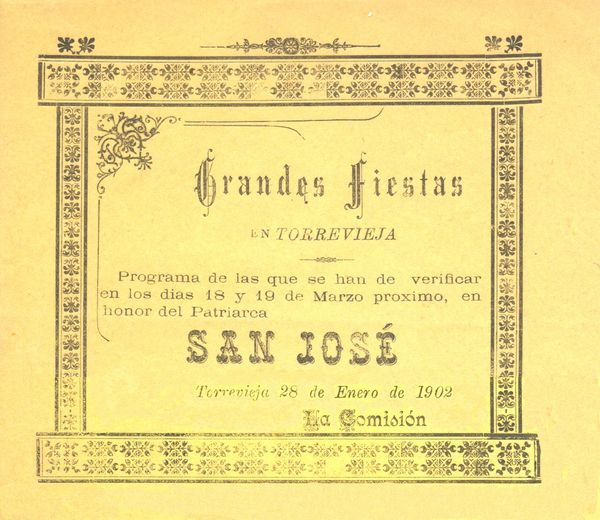 Grandes Fiestas
EN TORREVIEJA
Programa de las que se han de verificar
en los dias 18 y 19 de Marzo proximo, en
honor del Patriarca
SAN JOSÉ
Torrevieja 28 de Enero de 1902
La Comisión